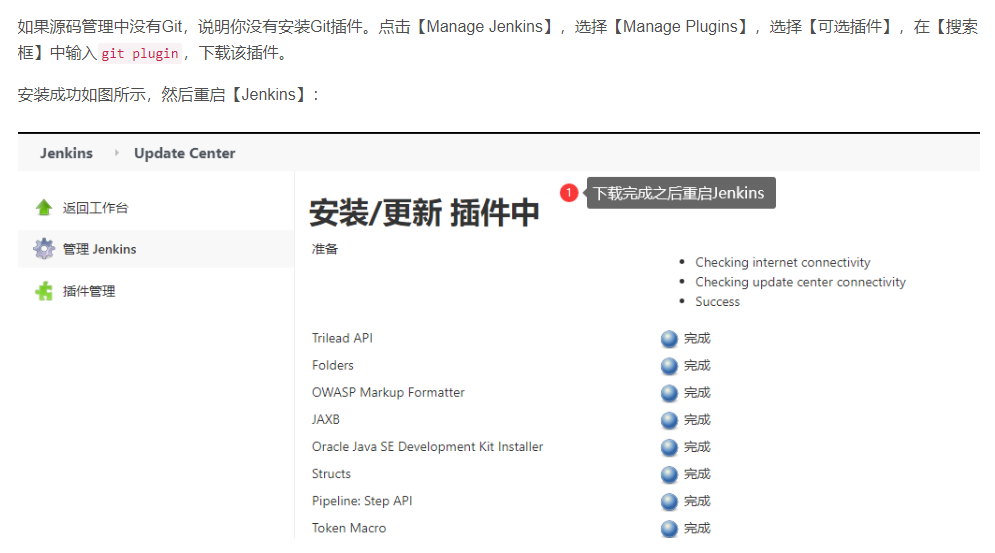 如果源码管理中没有Git，说明你没有安装Git插件。点击【Manage Jenkins】，选择【Manage Plugins】，选择【可选插件】，在【搜索
框】中输入 git plugin ，下载该插件。
安装成功如图所示，然后重启【Jenkins】：
Jenkins Update Center
返回工作台
管理 Jenkins
插件管理
1 下载完成之后重启Jenkins
安装/更新 插件中
准备
Checking internet connectivity
Checking update center connectivity
Success
Trilead API 完成
Folders 完成
OWASP Markup Formatter 完成
JAXB 完成
Oracle Java SE Development Kit Installer 完成
Structs 完成
Pipeline: Step API 完成
Token Macro 完成